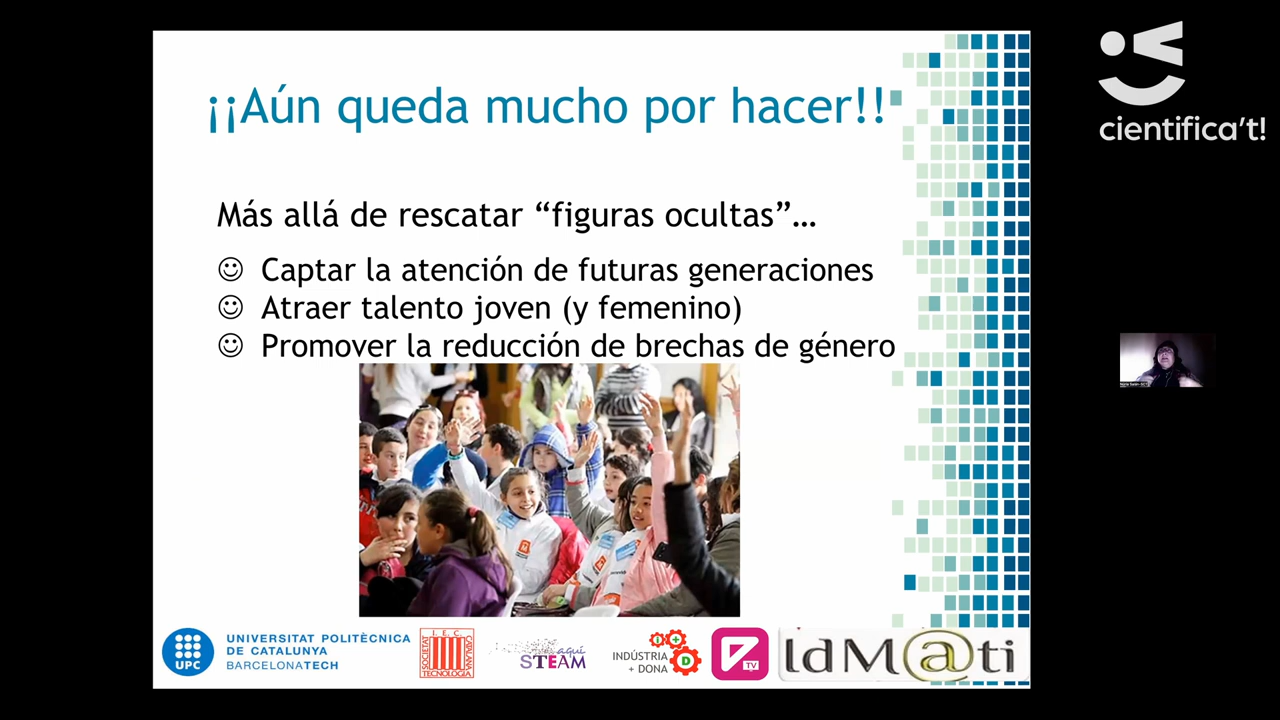 ¡¡Aún queda mucho por hacer!!
cientifica't!
Más allá de rescatar “figuras ocultas”…
☺ Captar la atención de futuras generaciones
☺ Atraer talento joven (y femenino)
☺ Promover la reducción de brechas de género
UPC
UNIVERSITAT POLITÈCNICA
DE CATALUNYA
BARCELONATECH
I.E.C.
SOCIETAT
CATALANA
TECNOLOGIA
aquí
STEAM
INDÚSTRIA
+ DONA
I + D
TV
IdM@ti